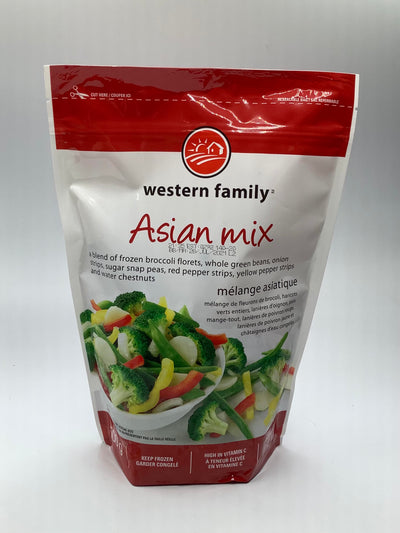 CUT HERE / COUPER ICI
western family
Asian mix
a blend of frozen broccoli florets, whole green beans, onion
strips, sugar snap peas, red pepper strips, yellow pepper strips
and water chestnuts
mélange asiatique
mélange de fleurons de brocoli, haricots
verts entiers, lanières d'oignon, pois
mange-tout, lanières de poivron rouge,
lanières de poivron jaune et
châtaignes d'eau
KEEP FROZEN
GARDER CONGELÉ
HIGH IN VITAMIN C
À TENEUR ÉLEVÉE
EN VITAMINE C